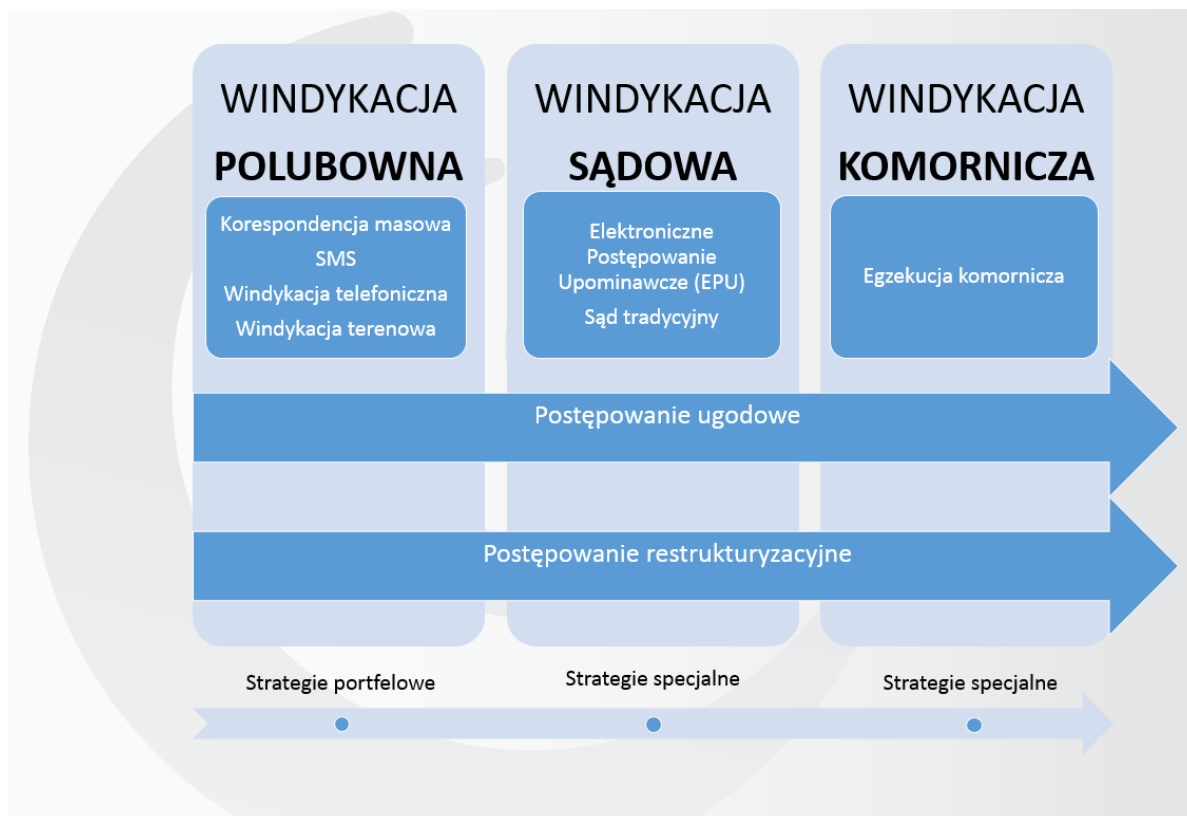 WINDYKACJA
POLUBOWNA
Korespondencja masowa
SMS
Windykacja telefoniczna
Windykacja terenowa
WINDYKACJA
SĄDOWA
Elektroniczne
Postępowanie
Upominawcze (EPU)
Sąd tradycyjny
WINDYKACJA
KOMORNICZA
Egzekucja komornicza
Postępowanie ugodowe
Postępowanie restrukturyzacyjne
Strategie portfelowe
Strategie specjalne
Strategie specjalne